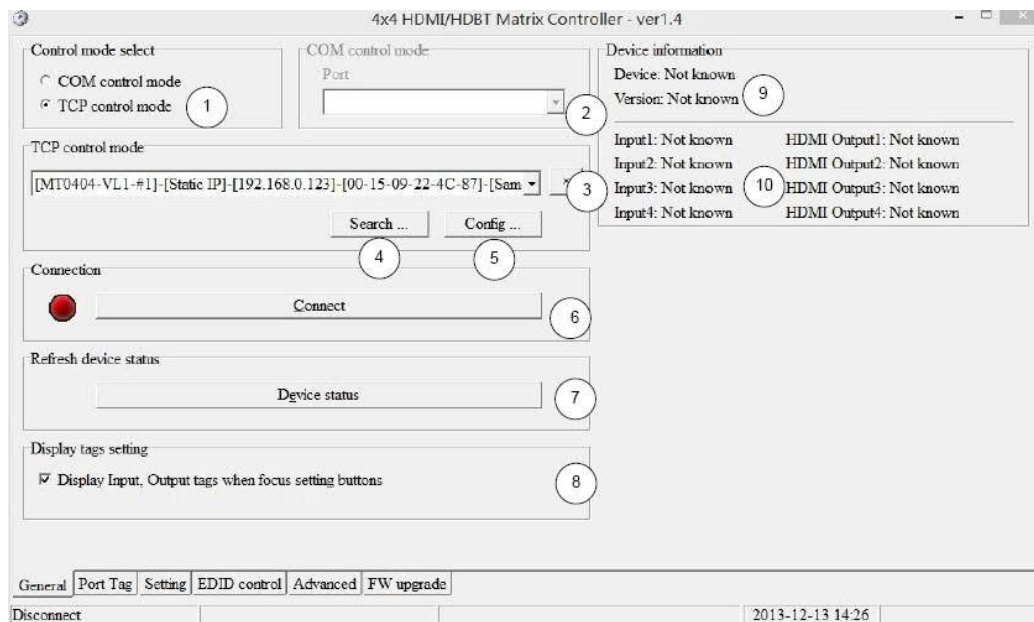 4x4 HDMI/HDBT Matrix Controller - ver1.4
Control mode select
COM control mode
TCP control mode
1
COM control mode
Port
2
TCP control mode
[MT0404-VL1-#1]-[Static IP]-[192.168.0.123]-[00-15-09-22-4C-87]-[Sam
3
Search ...
Config ...
4
5
Connection
Connect
6
Refresh device status
Device status
7
Display tags setting
Display Input, Output tags when focus setting buttons
8
Device information
Device: Not known
Version: Not known
9
Input1: Not known HDMI Output1: Not known
Input2: Not known HDMI Output2: Not known
Input3: Not known HDMI Output3: Not known
Input4: Not known HDMI Output4: Not known
10
General Port Tag Setting EDID control Advanced FW upgrade
Disconnect 2013-12-13 14:26